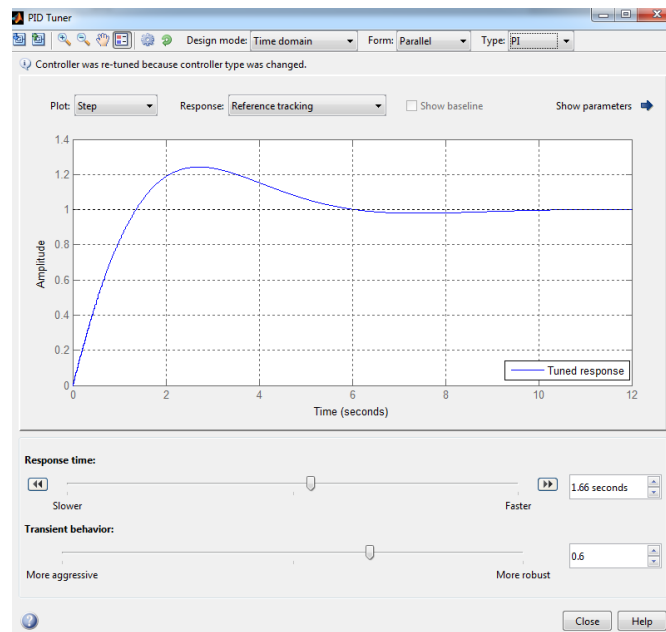 PID Tuner
Design mode: Time domain Form: Parallel Type: PI
Controller was re-tuned because controller type was changed.
Plot: Step Response: Reference tracking Show baseline Show parameters
1.4
1.2
1
0.8
0.6
0.4
0.2
0
Amplitude
Tuned response
0 2 4 6 8 10 12
Time (seconds)
Response time:
1.66 seconds
Slower Faster
Transient behavior:
0.6
More aggressive More robust
? Close Help